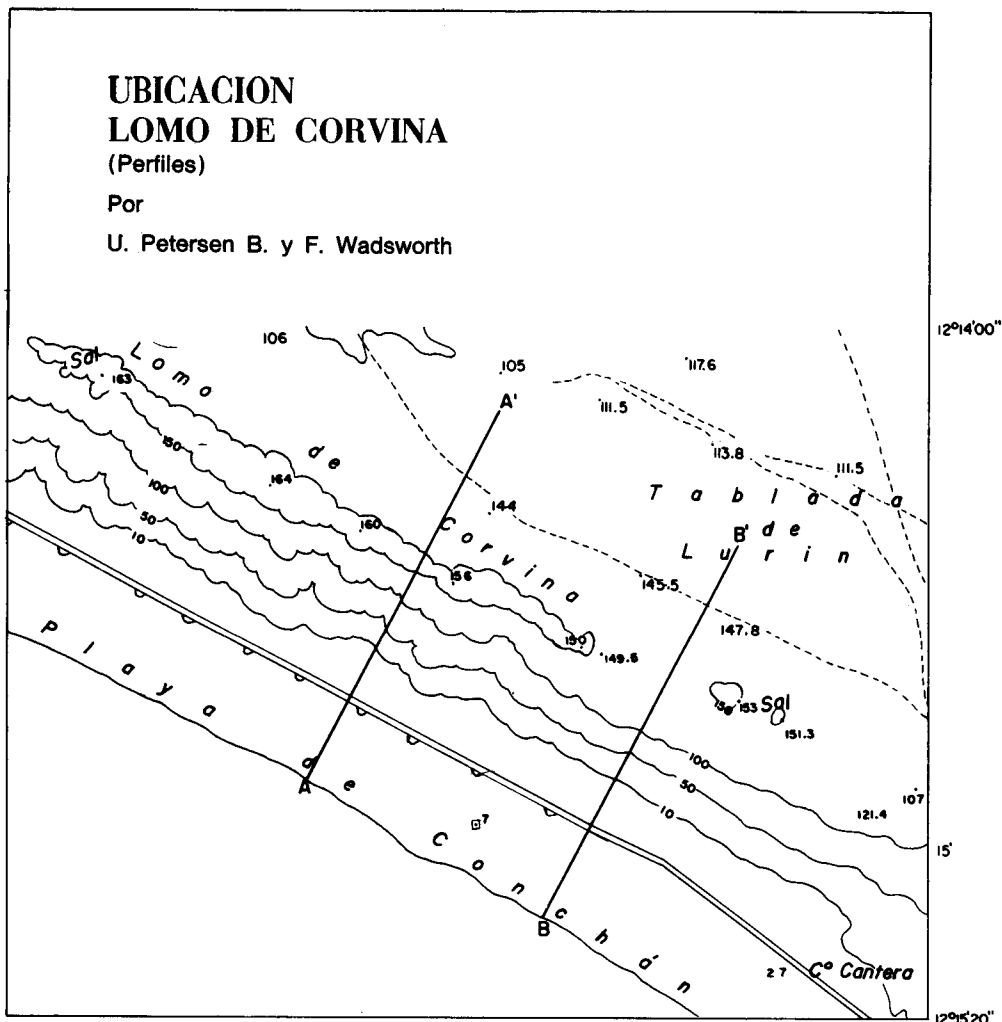 UBICACION
LOMO DE CORVINA
(Perfiles)
Por
U. Petersen B. y F. Wadsworth
12°14'00"
106
Sal
Lomo
de
Corvina
163
105
117.6
A'
111.5
113.8
111.5
150
164
Tablada
de
Lurin
100
144
160
B'
50
10
156
145.5
150
149.6
147.8
Playa
de
Conchán
150
153
Sal
151.3
100
50
10
107
121.4
A
7
15'
B
27
C° Cantera
12°15'20"